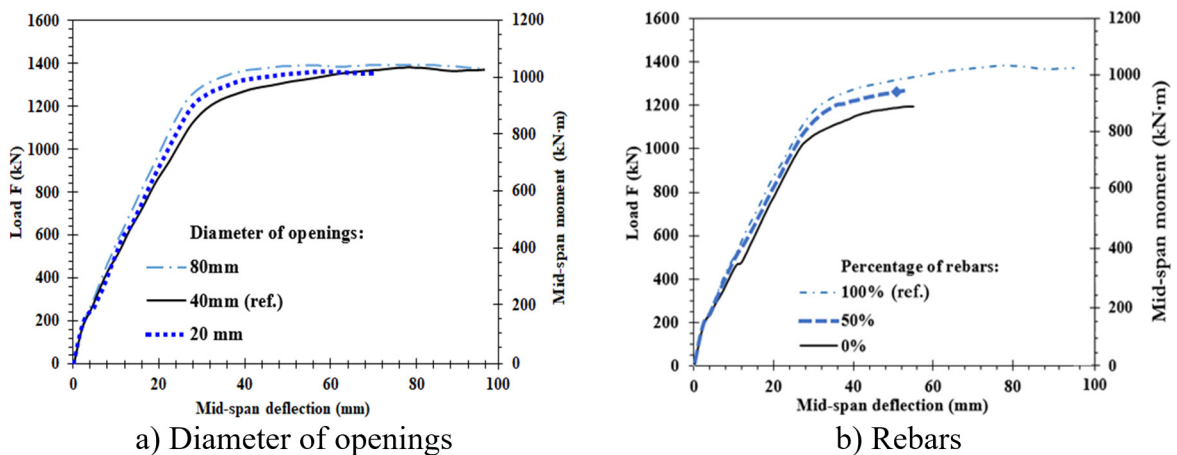 1600
1400
1200
1000
800
600
400
200
0
Load F (kN)
1200
1000
800
600
400
200
0
Mid-span moment (kN·m)
Diameter of openings:
80mm
40mm (ref.)
20 mm
0 20 40 60 80 100
Mid-span deflection (mm)
a) Diameter of openings
1600
1400
1200
1000
800
600
400
200
0
Load F (kN)
1200
1000
800
600
400
200
0
Mid-span moment (kN·m)
Percentage of rebars:
100% (ref.)
50%
0%
0 20 40 60 80 100
Mid-span deflection (mm)
b) Rebars